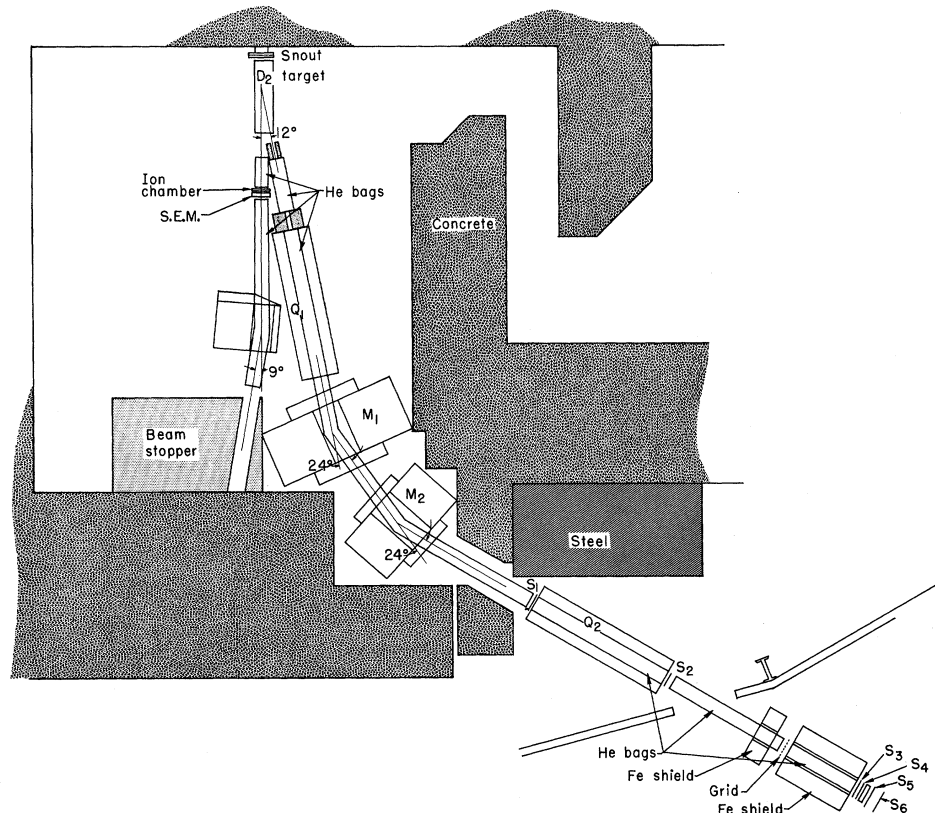 Snout
D2 target
12°
Ion
chamber
S.E.M.
He bags
Concrete
Q1
9°
M1
Beam
stopper
24°
M2
Steel
24°
S1
Q2
S2
He bags
S3
S4
Fe shield
S5
Grid
S6
Fe shield